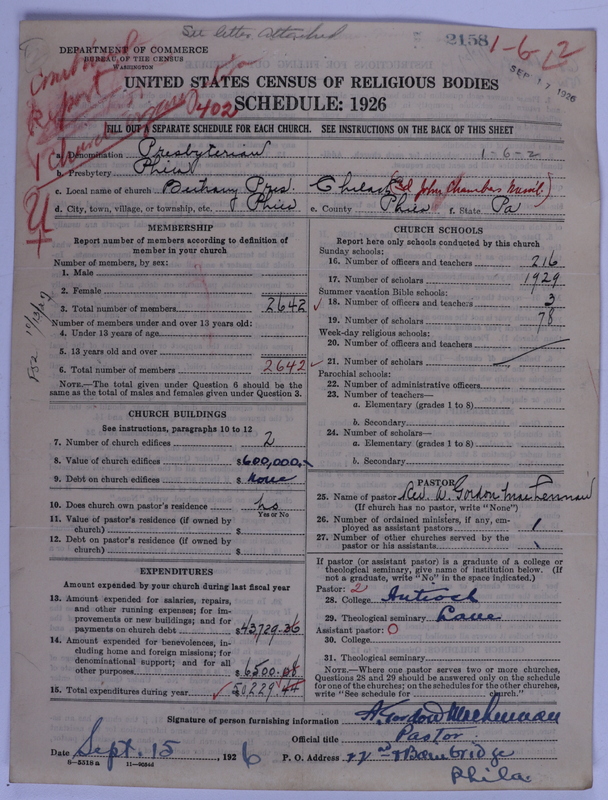 See letter attached
2158
1-6-12
SEP 17 1926
DEPARTMENT OF COMMERCE
BUREAU OF THE CENSUS
WASHINGTON
Combined
Report
1 Church
402
UNITED STATES CENSUS OF RELIGIOUS BODIES
SCHEDULE: 1926
FILL OUT A SEPARATE SCHEDULE FOR EACH CHURCH. SEE INSTRUCTIONS ON THE BACK OF THIS SHEET
a. Denomination Presbyterian 1-6-2
b. Presbytery Phila
c. Local name of church Bethany Pres. (& John Chambers Memil.)
d. City, town, village, or township, etc. Phila e. County Phila f. State Pa
MEMBERSHIP
Report number of members according to definition of member in your church
Number of members, by sex:
1. Male
2. Female
3. Total number of members 2642
Number of members under and over 13 years old:
4. Under 13 years of age
5. 13 years old and over
6. Total number of members 2642
NOTE.—The total given under Question 6 should be the same as the total of males and females given under Question 3.
CHURCH BUILDINGS
See instructions, paragraphs 10 to 12
7. Number of church edifices 2
8. Value of church edifices $600,000.
9. Debt on church edifices $ None
10. Does church own pastor's residence no
Yes or No
11. Value of pastor's residence (if owned by church) $
12. Debt on pastor's residence (if owned by church) $
EXPENDITURES
Amount expended by your church during last fiscal year
13. Amount expended for salaries, repairs, and other running expenses; for improvements or new buildings; and for payments on church debt $43729.36
14. Amount expended for benevolences, including home and foreign missions; for denominational support; and for all other purposes $6500.08
15. Total expenditures during year 50,229.44
CHURCH SCHOOLS
Report here only schools conducted by this church
Sunday schools:
16. Number of officers and teachers 216
17. Number of scholars 1929
Summer vacation Bible schools:
18. Number of officers and teachers 3
19. Number of scholars 78
Week-day religious schools:
20. Number of officers and teachers
21. Number of scholars
Parochial schools:
22. Number of administrative officers
23. Number of teachers—
a. Elementary (grades 1 to 8)
b. Secondary
24. Number of scholars—
a. Elementary (grades 1 to 8)
b. Secondary
PASTOR
25. Name of pastor Rev. A. Gordon MacLennan
(If church has no pastor, write "None")
26. Number of ordained ministers, if any, employed as assistant pastors 1
27. Number of other churches served by the pastor or his assistants
If pastor (or assistant pastor) is a graduate of a college or theological seminary, give name of institution below. (If not a graduate, write "No" in the space indicated.)
Pastor: 2
28. College Antioch
29. Theological seminary Lane
Assistant pastor: 0
30. College
31. Theological seminary
NOTE.—Where one pastor serves two or more churches, Questions 28 and 29 should be answered only on the schedule for one of the churches; on the schedules for the other churches, write "See schedule for church."
Signature of person furnishing information A. Gordon MacLennan
Official title Pastor
Date Sept. 15, 1926 P. O. Address 22nd & Bainbridge
Phila.
8-5518 a